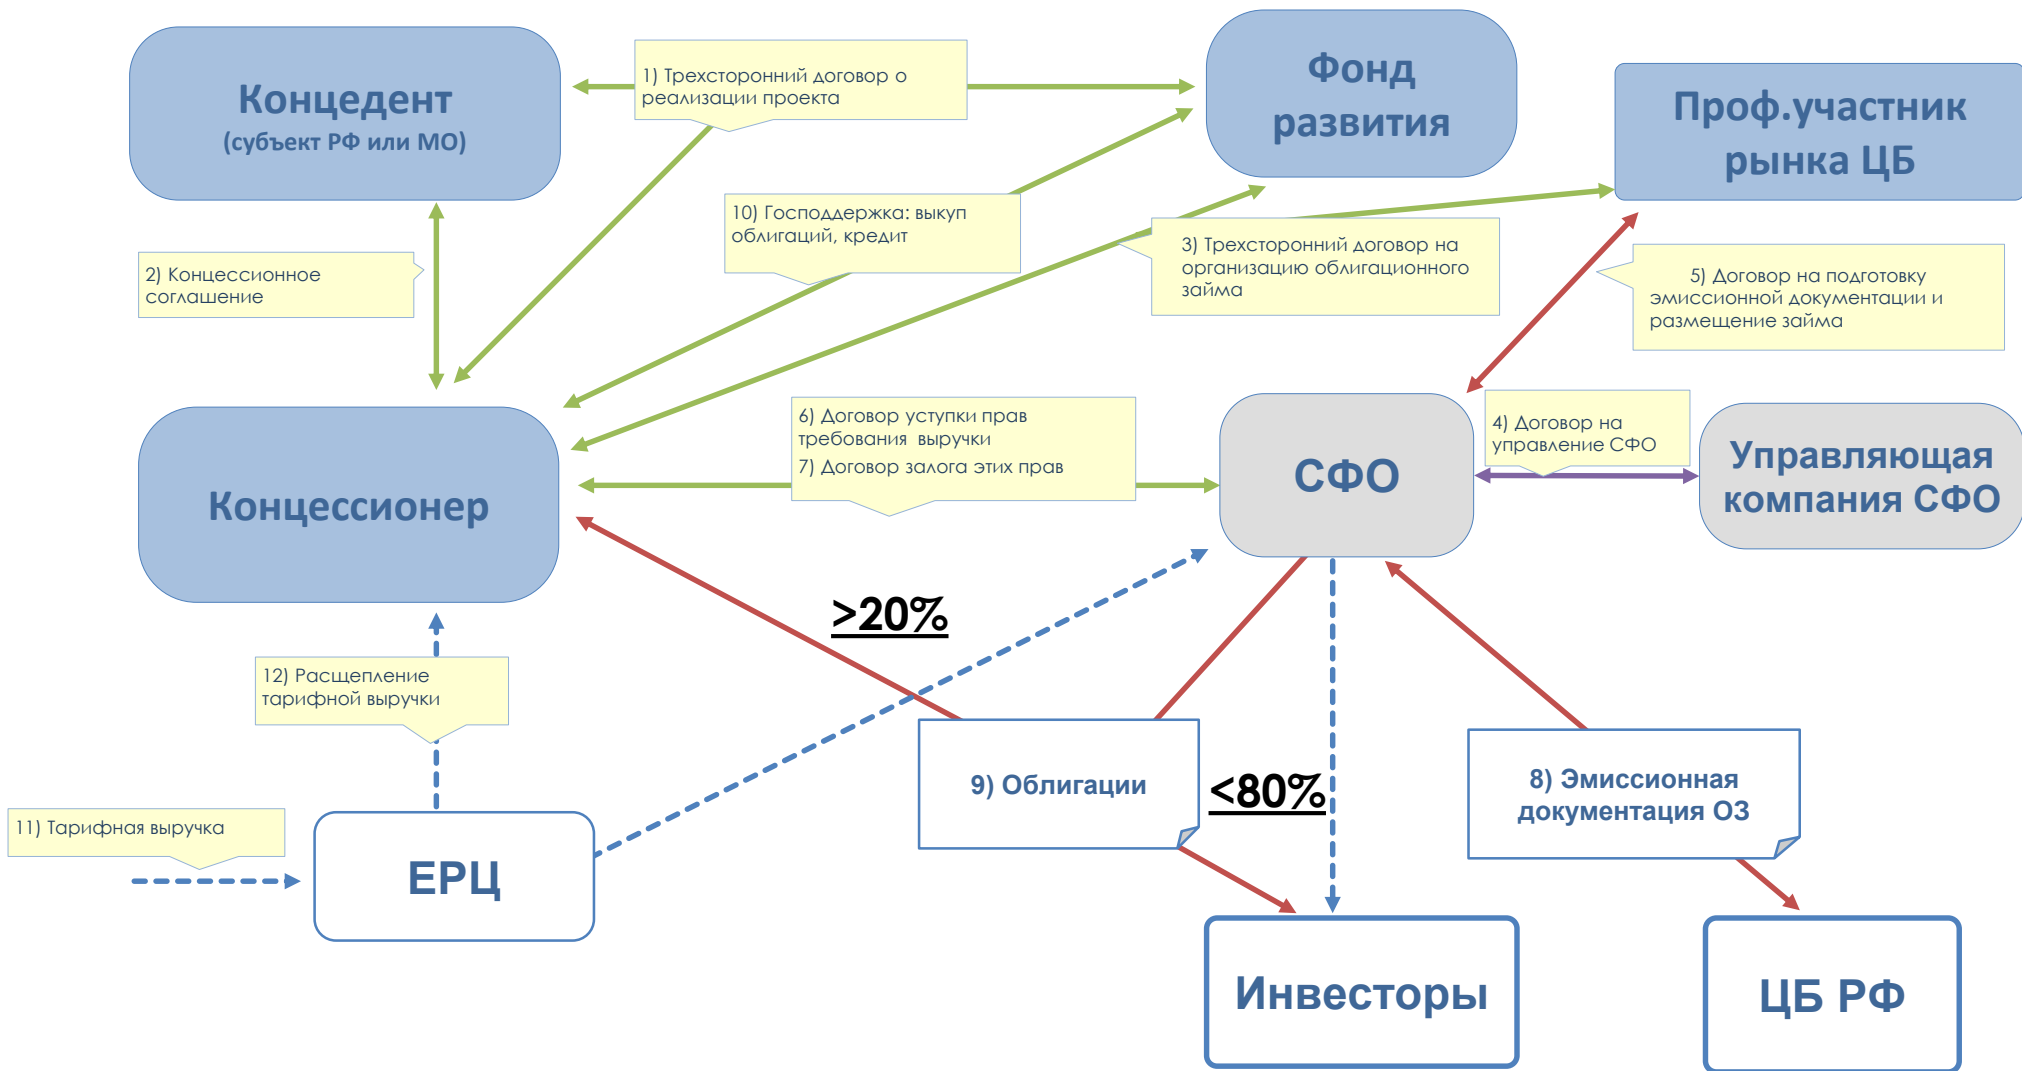 Концедент
(субъект РФ или МО)
1) Трехсторонний договор о
реализации проекта
Фонд
развития
Проф.участник
рынка ЦБ
2) Концессионное
соглашение
10) Господдержка: выкуп
облигаций, кредит
3) Трехсторонний договор на
организацию облигационного
займа
5) Договор на подготовку
эмиссионной документации и
размещение займа
Концессионер
6) Договор уступки прав
требования выручки
7) Договор залога этих прав
СФО
4) Договор на
управление СФО
Управляющая
компания СФО
>20%
12) Расщепление
тарифной выручки
9) Облигации
<80%
8) Эмиссионная
документация ОЗ
11) Тарифная выручка
ЕРЦ
Инвесторы
ЦБ РФ